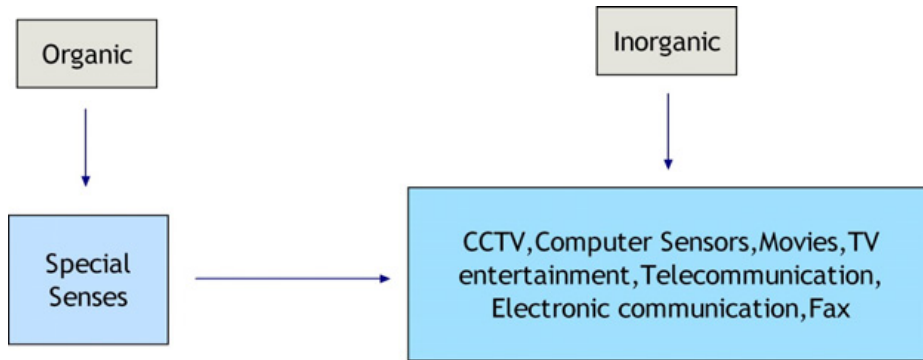 Organic
Inorganic
Special
Senses
CCTV,Computer Sensors,Movies,TV
entertainment,Telecommunication,
Electronic communication,Fax